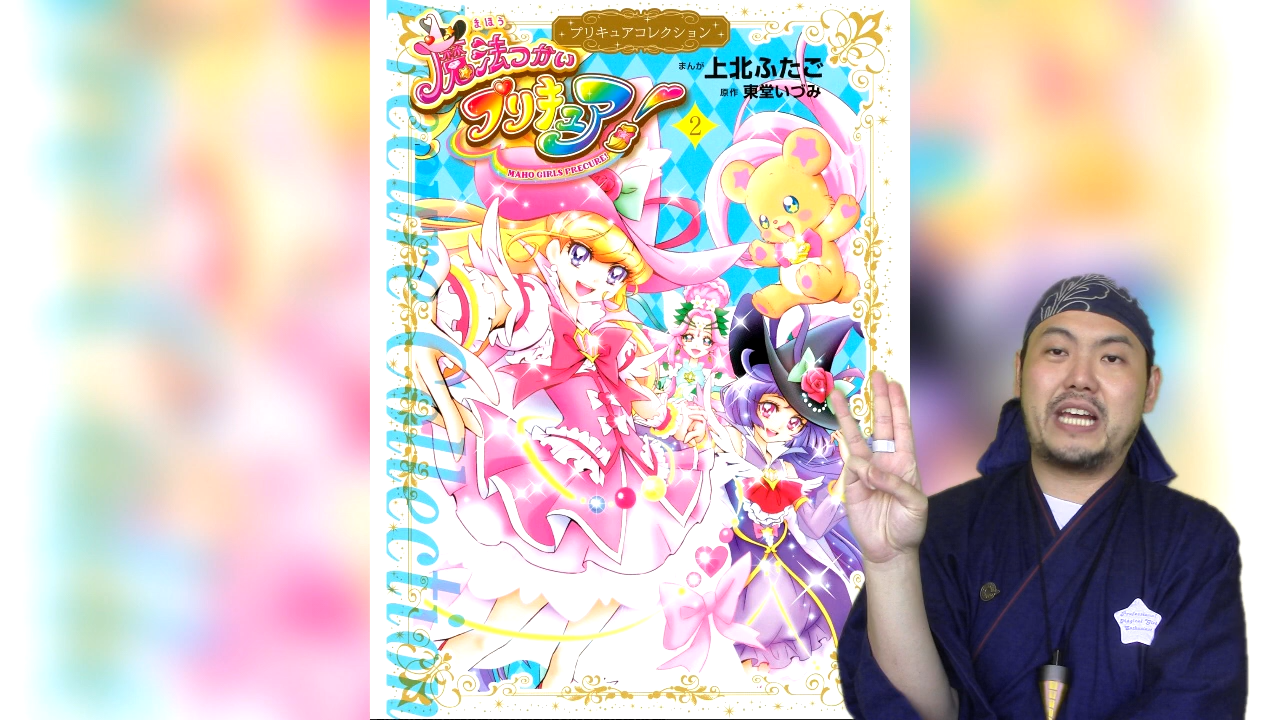 プリキュアコレクション
まほう
魔法つかい
プリキュア!
MAHO GIRLS PRECURE!
まんが 上北ふたご
原作 東堂いづみ
2